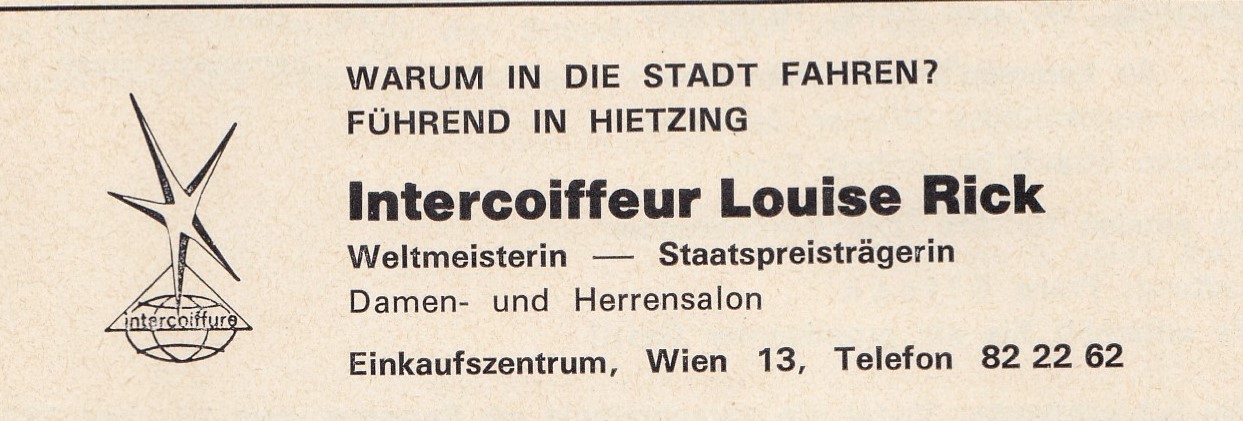 WARUM IN DIE STADT FAHREN?
FÜHREND IN HIETZING
Intercoiffeur Louise Rick
Weltmeisterin — Staatspreisträgerin
Damen- und Herrensalon
Einkaufszentrum, Wien 13, Telefon 82 22 62
intercoiffure